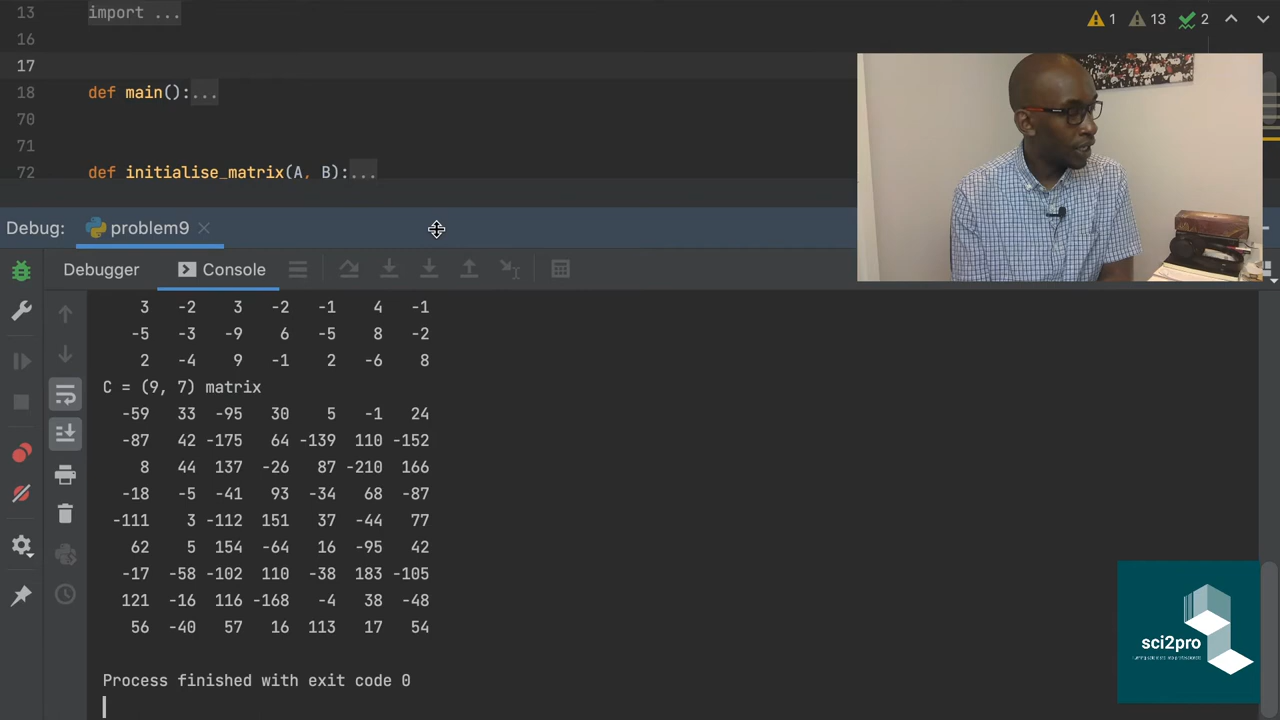 13 import ...
1 13 2
16
17
18 def main():...
70
71
72 def initialise_matrix(A, B):...
Debug: problem9
Debugger Console
3 -2 3 -2 -1 4 -1
-5 -3 -9 6 -5 8 -2
2 -4 9 -1 2 -6 8
C = (9, 7) matrix
-59 33 -95 30 5 -1 24
-87 42 -175 64 -139 110 -152
8 44 137 -26 87 -210 166
-18 -5 -41 93 -34 68 -87
-111 3 -112 151 37 -44 77
62 5 154 -64 16 -95 42
-17 -58 -102 110 -38 183 -105
121 -16 116 -168 -4 38 -48
56 -40 57 16 113 17 54
Process finished with exit code 0
sci2pro